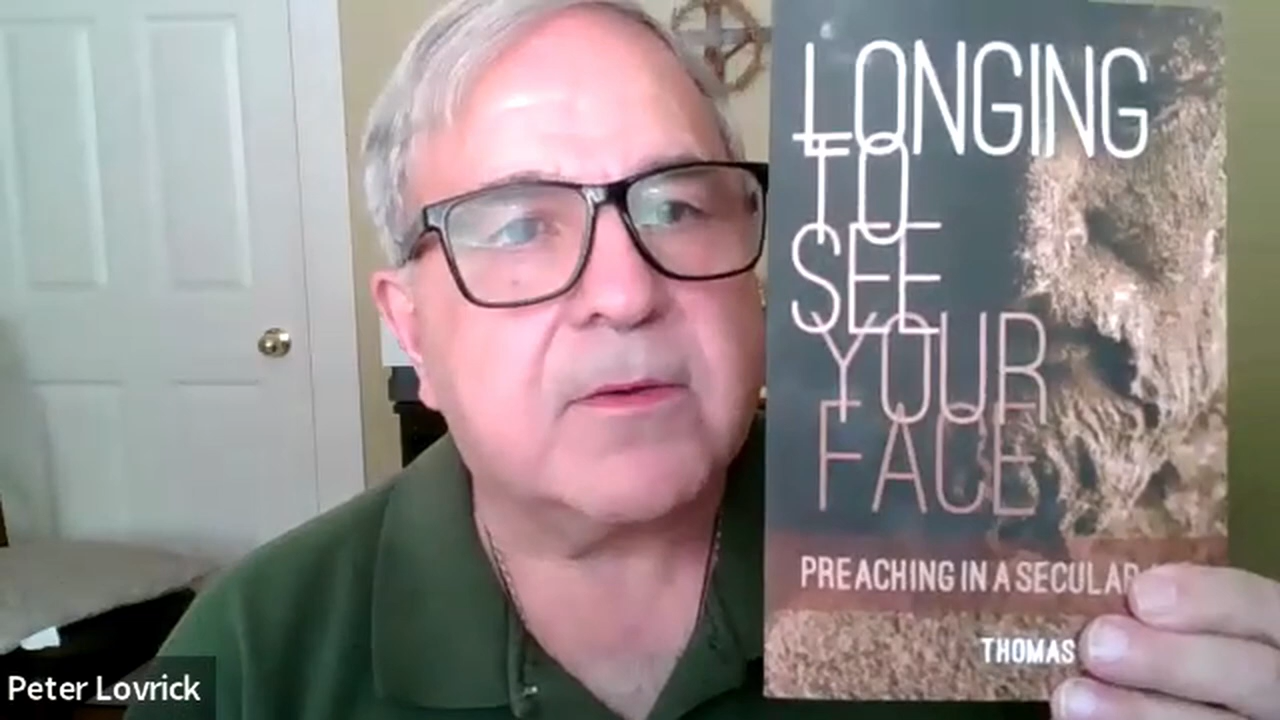 LONGING
TO
SEE
YOUR
FACE
PREACHING IN A SECULAR
THOMAS
Peter Lovrick